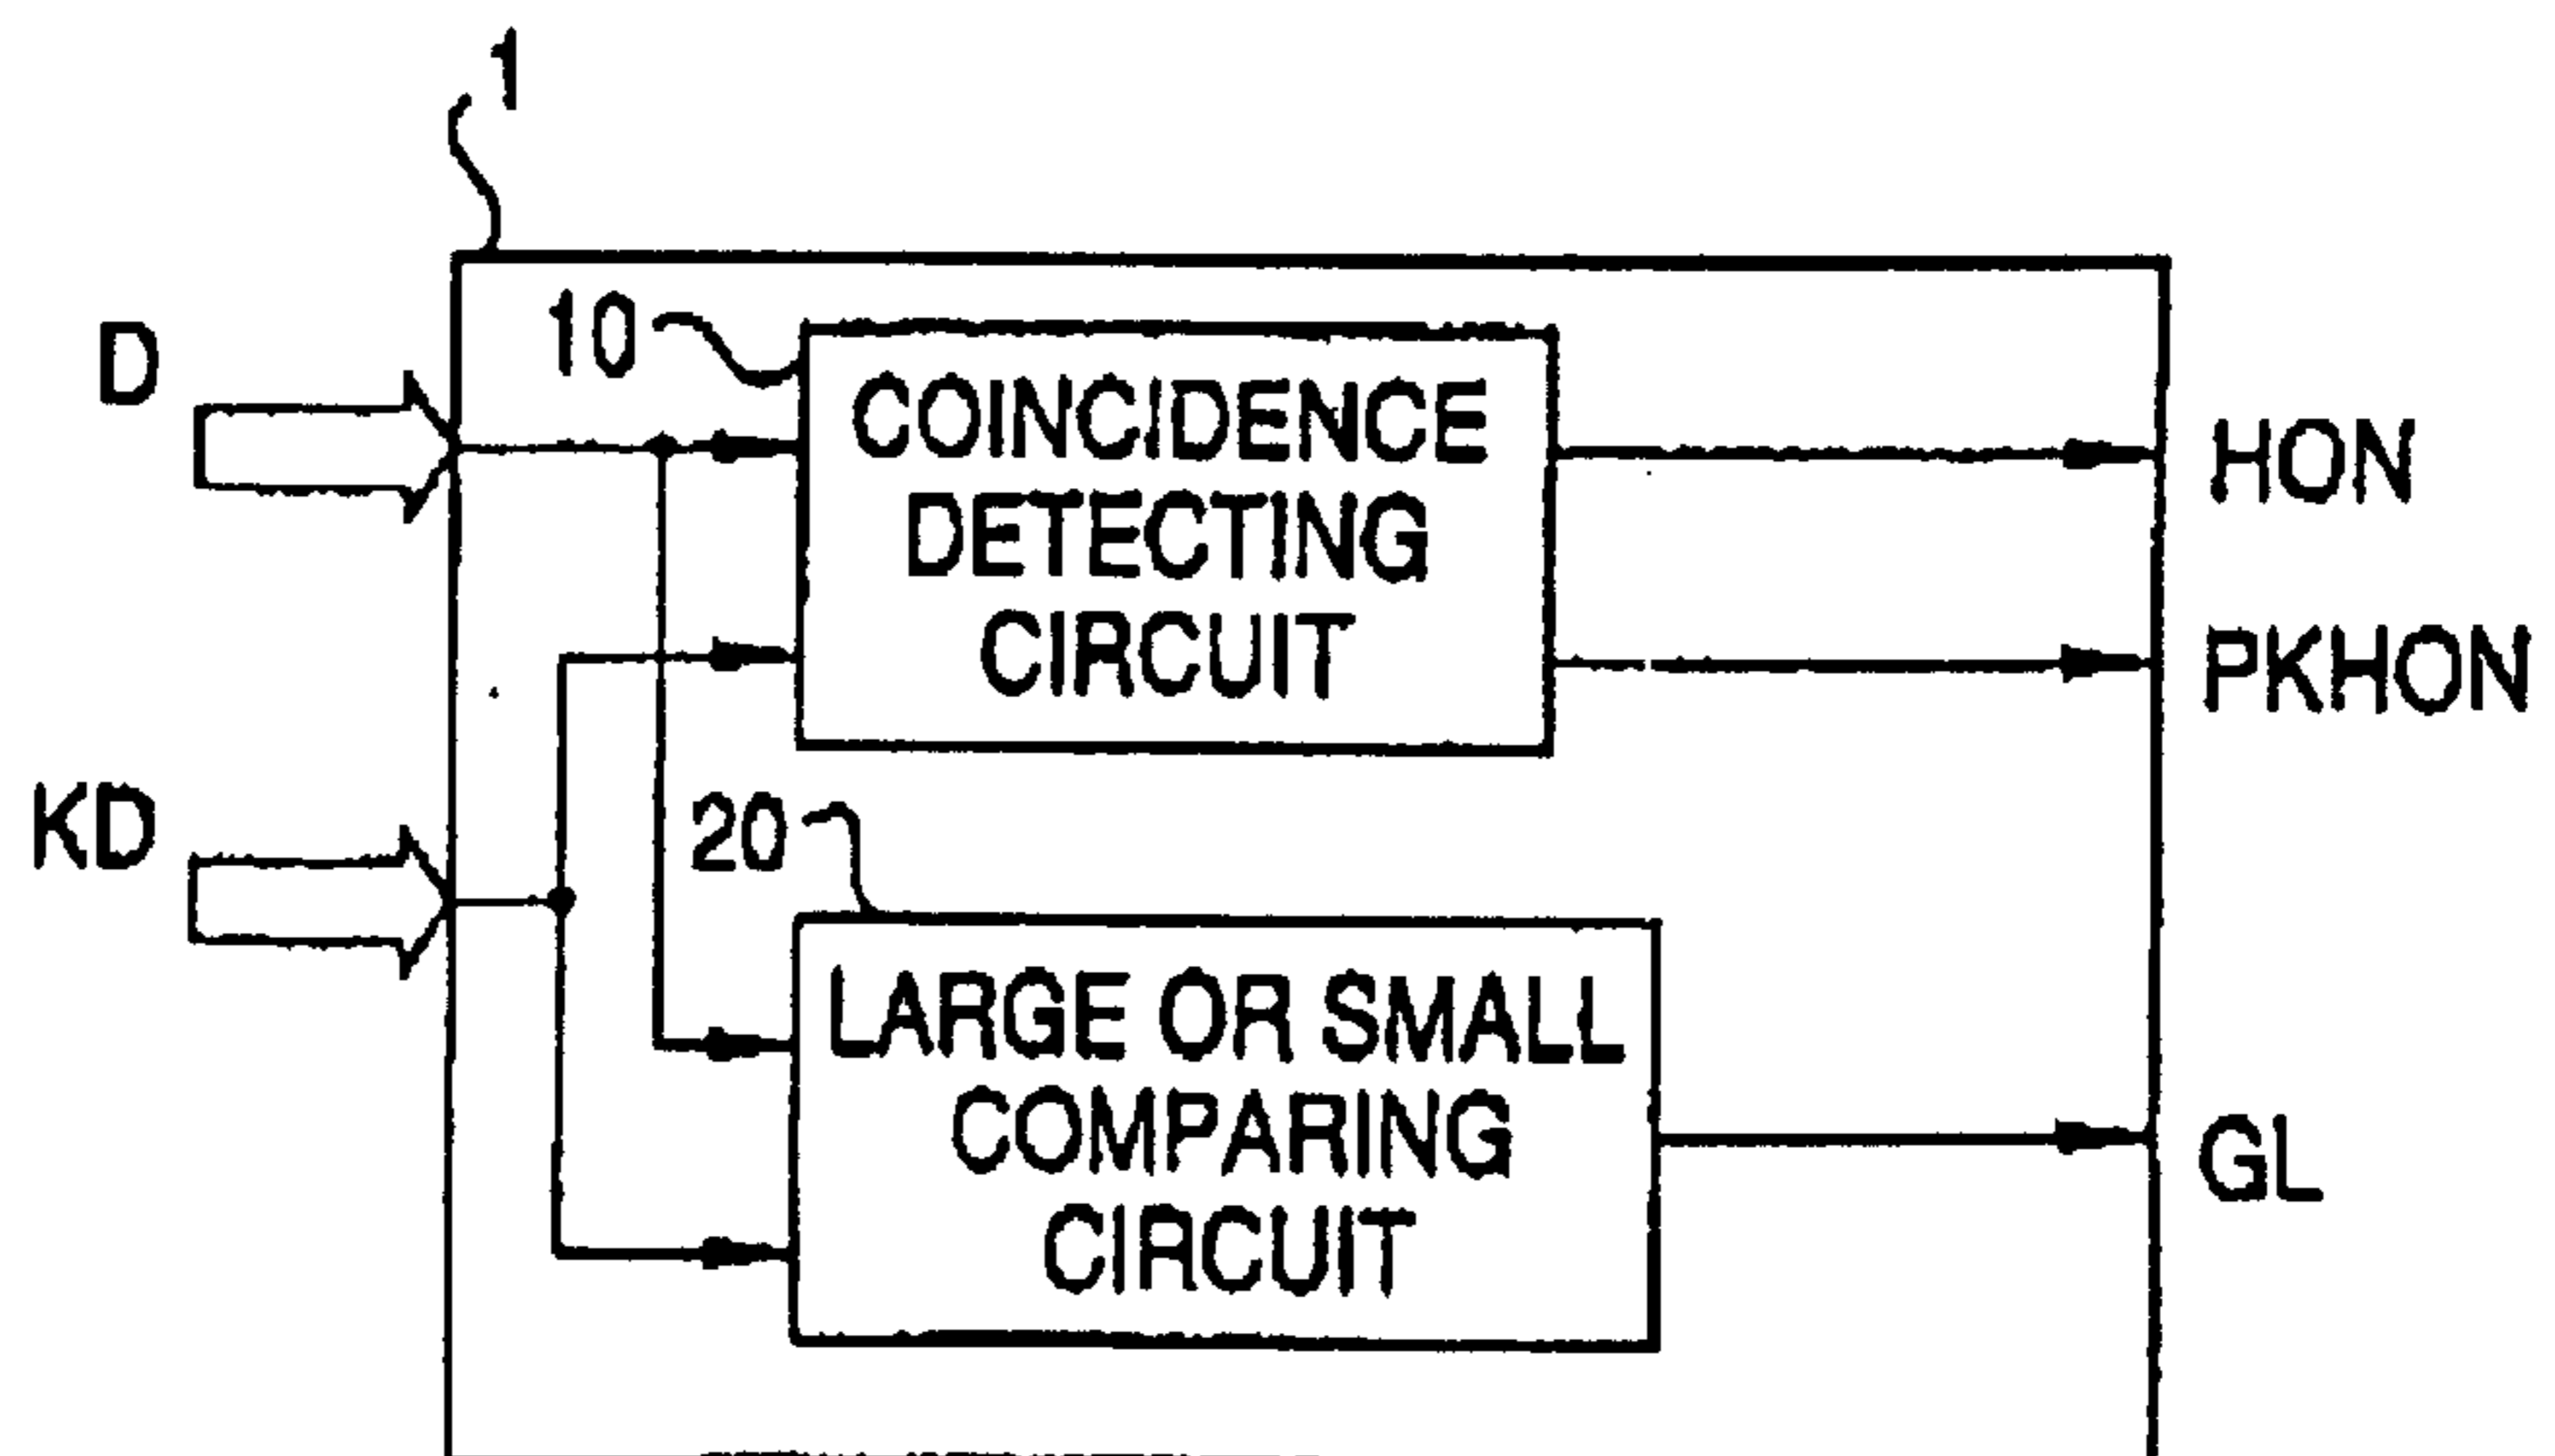 1
10
D
COINCIDENCE
DETECTING
CIRCUIT
HON
PKHON
KD
20
LARGE OR SMALL
COMPARING
CIRCUIT
GL